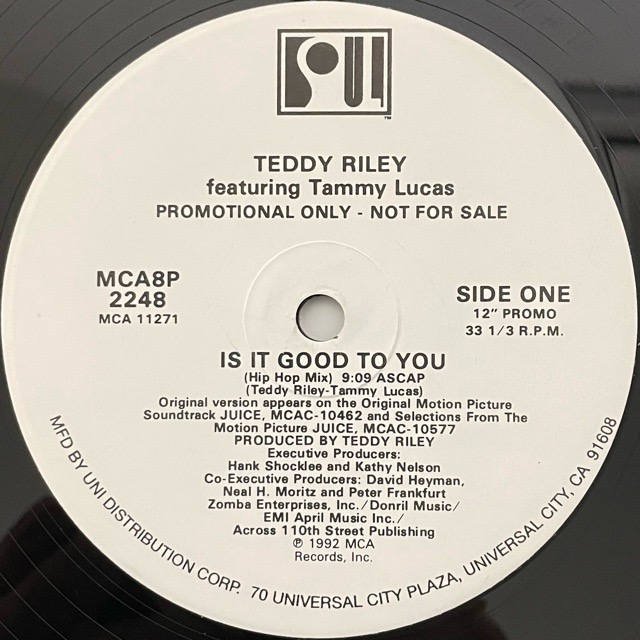 SOUL
TM
TEDDY RILEY
featuring Tammy Lucas
PROMOTIONAL ONLY - NOT FOR SALE
MCA8P
2248
MCA 11271
SIDE ONE
12” PROMO
33 1/3 R.P.M.
IS IT GOOD TO YOU
(Hip Hop Mix) 9:09 ASCAP
(Teddy Riley-Tammy Lucas)
Original version appears on the Original Motion Picture
Soundtrack JUICE, MCAC-10462 and Selections From The
Motion Picture JUICE, MCAC-10577
PRODUCED BY TEDDY RILEY
Executive Producers:
Hank Shocklee and Kathy Nelson
Co-Executive Producers: David Heyman,
Neal H. Moritz and Peter Frankfurt
Zomba Enterprises, Inc./Donril Music/
EMI April Music Inc./
Across 110th Street Publishing
℗ 1992 MCA
Records, Inc.
MFD BY UNI DISTRIBUTION CORP. 70 UNIVERSAL CITY PLAZA, UNIVERSAL CITY, CA 91608